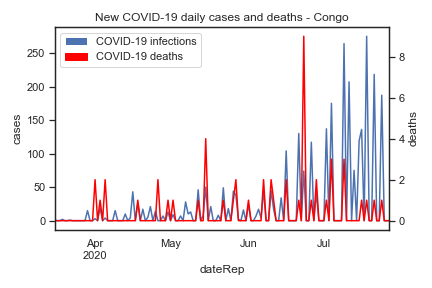 New COVID-19 daily cases and deaths - Congo
COVID-19 infections
COVID-19 deaths
250
200
150
100
50
0
cases
8
6
4
2
0
deaths
Apr
2020
May
Jun
Jul
dateRep